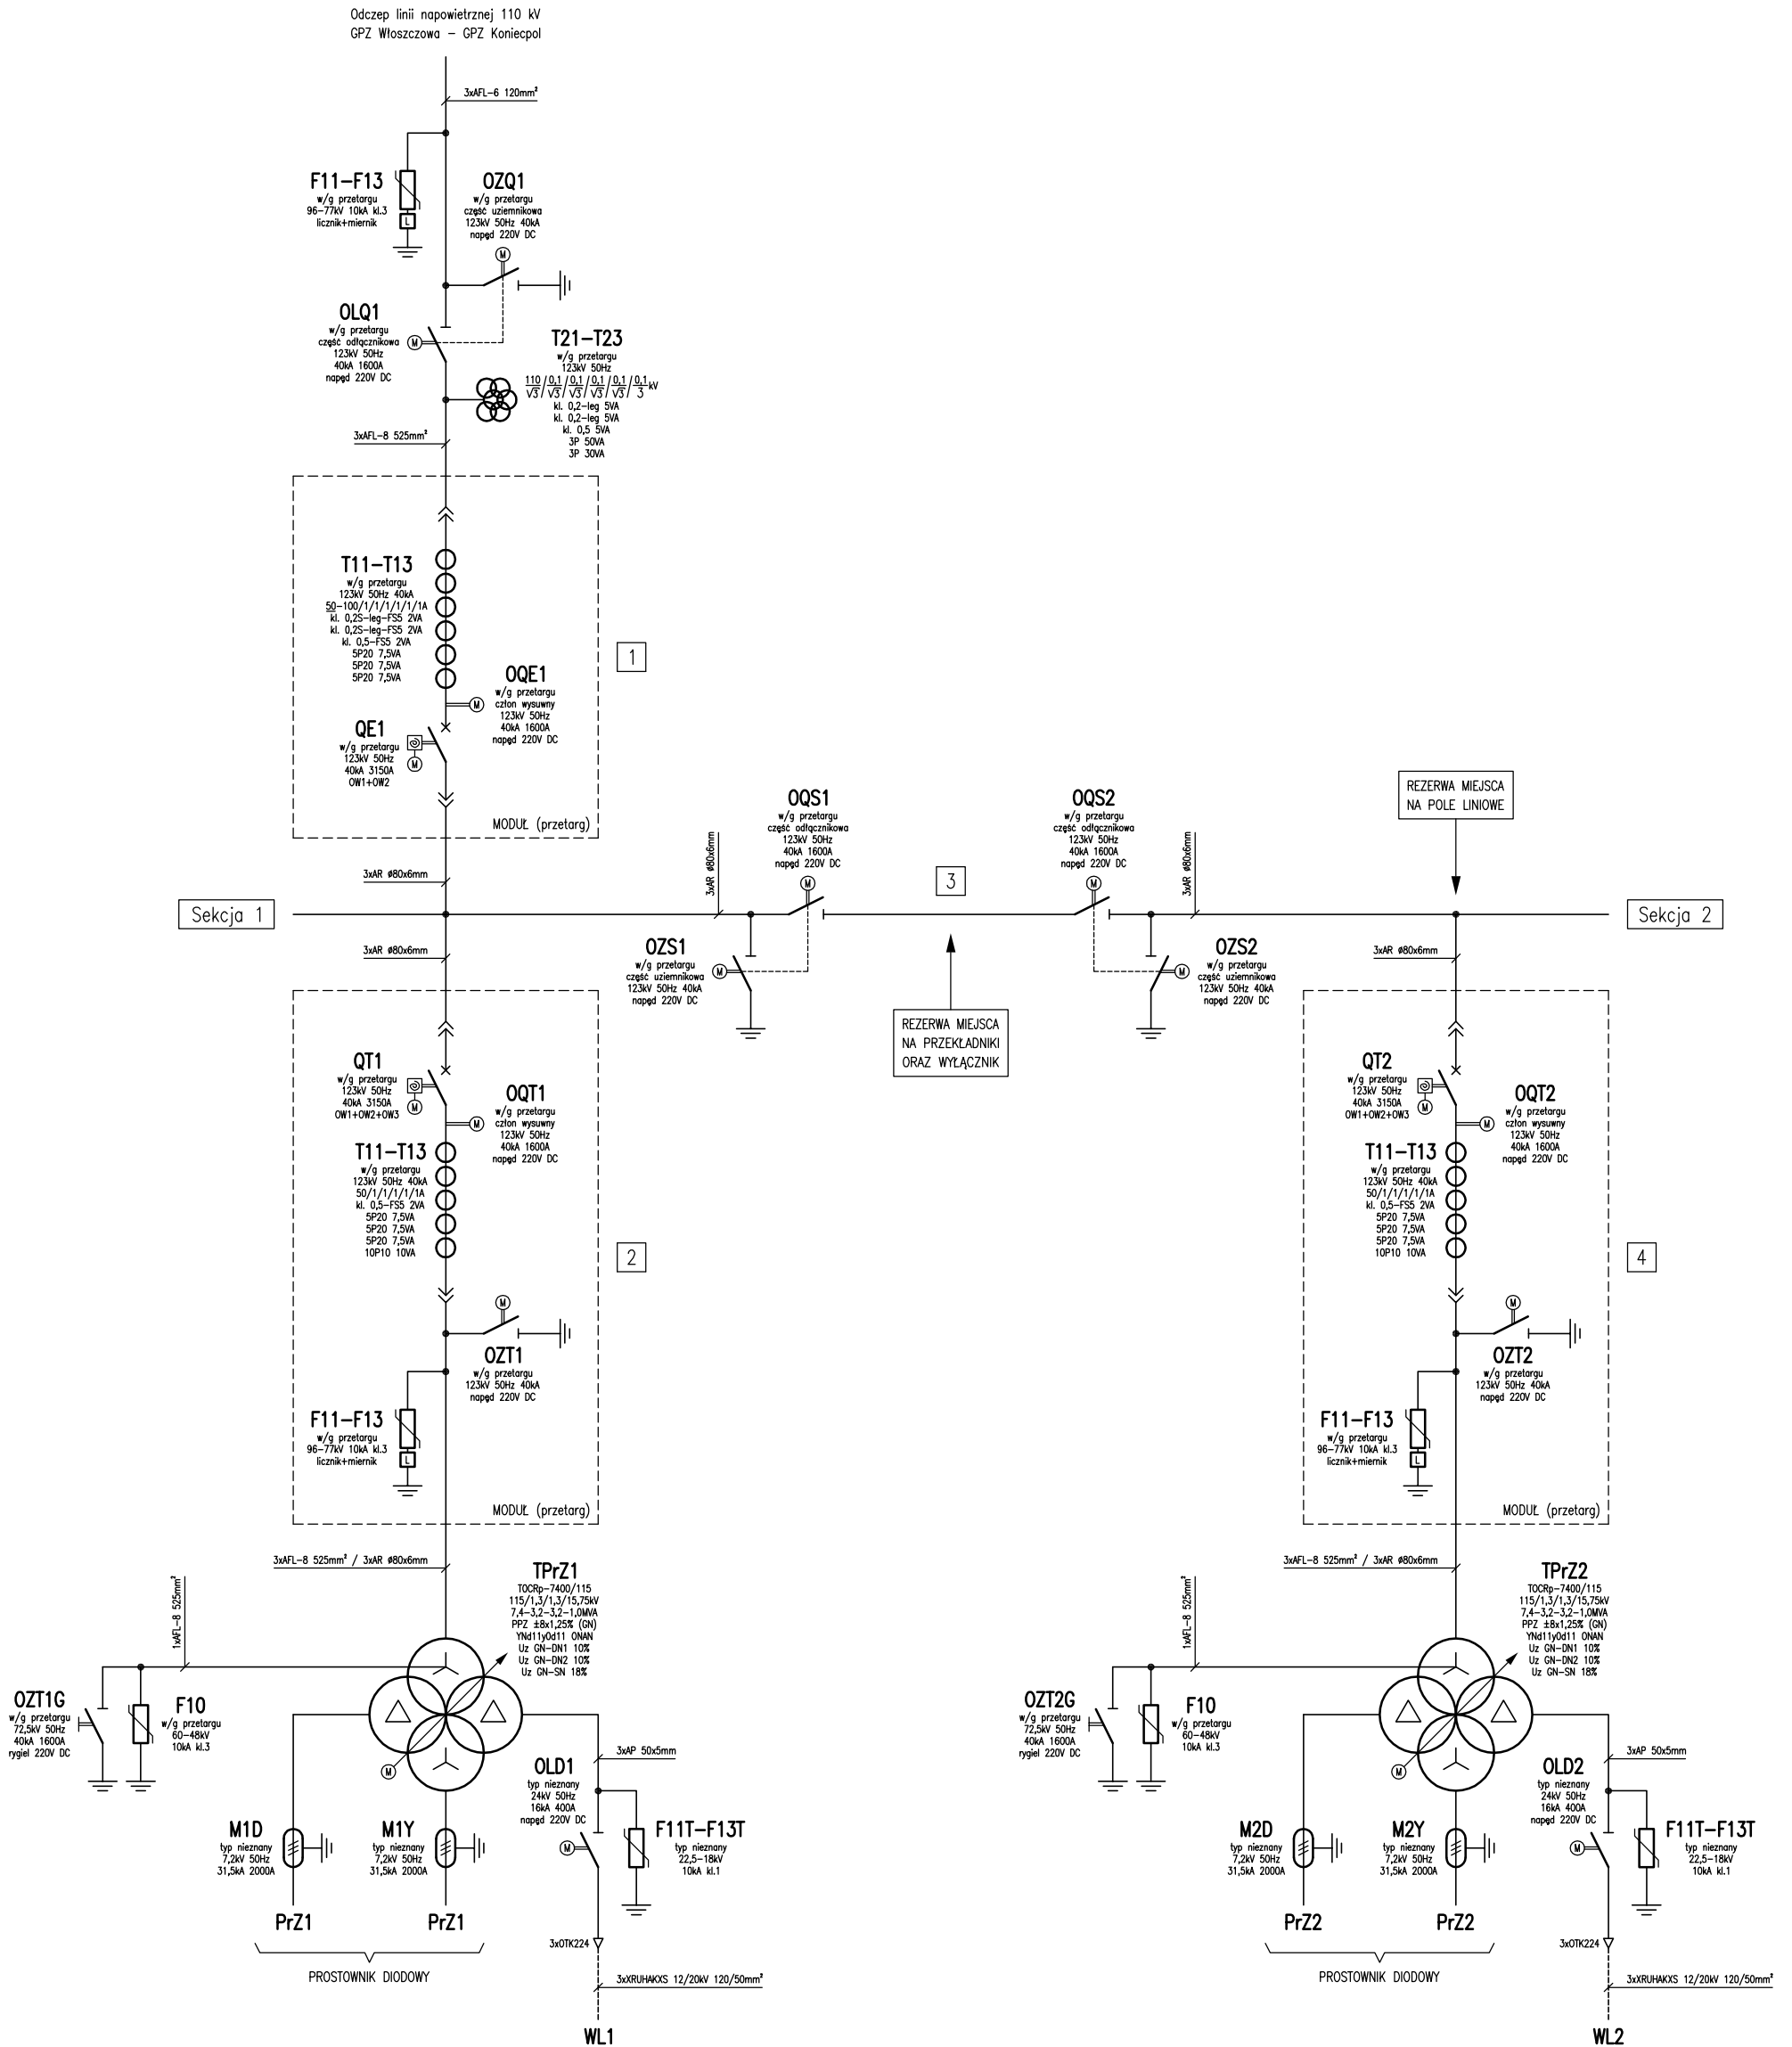 Odczep linii napowietrznej 110 kV
GPZ Włoszczowa – GPZ Koniecpol
3xAFL-6 120mm²
F11–F13
w/g przetargu
96–77kV 10kA kl.3
licznik+miernik
L
OZQ1
w/g przetargu
część uziemnikowa
123kV 50Hz 40kA
napęd 220V DC
M
OLQ1
w/g przetargu
część odłącznikowa
123kV 50Hz
40kA 1600A
napęd 220V DC
M
T21–T23
w/g przetargu
123kV 50Hz
110/√3 / 0,1/√3 / 0,1/√3 / 0,1/√3 / 0,1/√3 / 0,1/3 kV
kl. 0,2-leg 5VA
kl. 0,2-leg 5VA
kl. 0,5 5VA
3P 50VA
3P 30VA
3xAFL-8 525mm²
T11–T13
w/g przetargu
123kV 50Hz 40kA
50-100/1/1/1/1/1/1A
kl. 0,2S-leg-FS5 2VA
kl. 0,2S-leg-FS5 2VA
kl. 0,5-FS5 2VA
5P20 7,5VA
5P20 7,5VA
5P20 7,5VA
1
OQE1
w/g przetargu
człon wysuwny
123kV 50Hz
40kA 1600A
napęd 220V DC
M
QE1
w/g przetargu
123kV 50Hz
40kA 3150A
OW1+OW2
M
MODUŁ (przetarg)
3xAR ø80x6mm
Sekcja 1
3xAR ø80x6mm
3xAR ø80x6mm
OQS1
w/g przetargu
część odłącznikowa
123kV 50Hz
40kA 1600A
napęd 220V DC
M
OZS1
w/g przetargu
część uziemnikowa
123kV 50Hz 40kA
napęd 220V DC
M
3
REZERWA MIEJSCA
NA PRZEKŁADNIKI
ORAZ WYŁĄCZNIK
OQS2
w/g przetargu
część odłącznikowa
123kV 50Hz
40kA 1600A
napęd 220V DC
M
OZS2
w/g przetargu
część uziemnikowa
123kV 50Hz 40kA
napęd 220V DC
M
3xAR ø80x6mm
REZERWA MIEJSCA
NA POLE LINIOWE
Sekcja 2
3xAR ø80x6mm
QT1
w/g przetargu
123kV 50Hz
40kA 3150A
OW1+OW2+OW3
M
OQT1
w/g przetargu
człon wysuwny
123kV 50Hz
40kA 1600A
napęd 220V DC
M
T11–T13
w/g przetargu
123kV 50Hz 40kA
50/1/1/1/1/1A
kl. 0,5-FS5 2VA
5P20 7,5VA
5P20 7,5VA
5P20 7,5VA
10P10 10VA
2
M
OZT1
w/g przetargu
123kV 50Hz 40kA
napęd 220V DC
F11–F13
w/g przetargu
96–77kV 10kA kl.3
licznik+miernik
L
MODUŁ (przetarg)
QT2
w/g przetargu
123kV 50Hz
40kA 3150A
OW1+OW2+OW3
M
OQT2
w/g przetargu
człon wysuwny
123kV 50Hz
40kA 1600A
napęd 220V DC
M
T11–T13
w/g przetargu
123kV 50Hz 40kA
50/1/1/1/1/1A
kl. 0,5-FS5 2VA
5P20 7,5VA
5P20 7,5VA
5P20 7,5VA
10P10 10VA
4
M
OZT2
w/g przetargu
123kV 50Hz 40kA
napęd 220V DC
F11–F13
w/g przetargu
96–77kV 10kA kl.3
licznik+miernik
L
MODUŁ (przetarg)
3xAFL-8 525mm² / 3xAR ø80x6mm
1xAFL-8 525mm²
TPrZ1
TOCRp-7400/115
115/1,3/1,3/15,75kV
7,4-3,2-3,2-1,0MVA
PPZ ±8x1,25% (GN)
YNd11y0d11 ONAN
Uz GN-DN1 10%
Uz GN-DN2 10%
Uz GN-SN 18%
OZT1G
w/g przetargu
72,5kV 50Hz
40kA 1600A
rygiel 220V DC
F10
w/g przetargu
60–48kV
10kA kl.3
M
3xAP 50x5mm
OLD1
typ nieznany
24kV 50Hz
16kA 400A
napęd 220V DC
M
F11T–F13T
typ nieznany
22,5–18kV
10kA kl.1
M1D
typ nieznany
7,2kV 50Hz
31,5kA 2000A
M1Y
typ nieznany
7,2kV 50Hz
31,5kA 2000A
PrZ1
PrZ1
PROSTOWNIK DIODOWY
3xOTK224
3xXRUHAKXS 12/20kV 120/50mm²
WL1
3xAFL-8 525mm² / 3xAR ø80x6mm
1xAFL-8 525mm²
TPrZ2
TOCRp-7400/115
115/1,3/1,3/15,75kV
7,4-3,2-3,2-1,0MVA
PPZ ±8x1,25% (GN)
YNd11y0d11 ONAN
Uz GN-DN1 10%
Uz GN-DN2 10%
Uz GN-SN 18%
OZT2G
w/g przetargu
72,5kV 50Hz
40kA 1600A
rygiel 220V DC
F10
w/g przetargu
60–48kV
10kA kl.3
M
3xAP 50x5mm
OLD2
typ nieznany
24kV 50Hz
16kA 400A
napęd 220V DC
M
F11T–F13T
typ nieznany
22,5–18kV
10kA kl.1
M2D
typ nieznany
7,2kV 50Hz
31,5kA 2000A
M2Y
typ nieznany
7,2kV 50Hz
31,5kA 2000A
PrZ2
PrZ2
PROSTOWNIK DIODOWY
3xOTK224
3xXRUHAKXS 12/20kV 120/50mm²
WL2